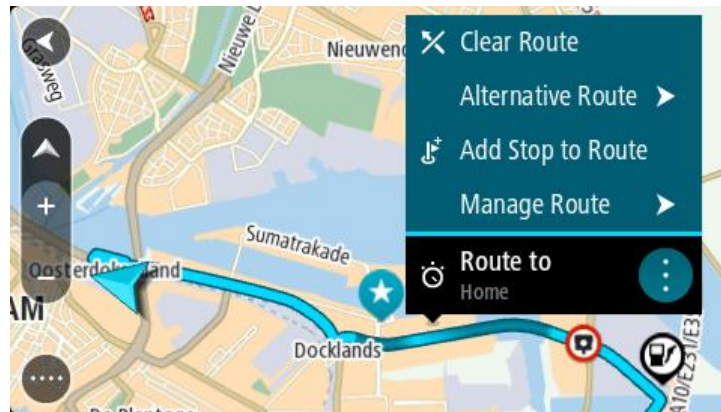 Grasweg
Nieuwe L
Nieuwend
Clear Route
Alternative Route
Add Stop to Route
Manage Route
Route to
Home
Sumatrakade
AM
Docklands
A10/E231/E3